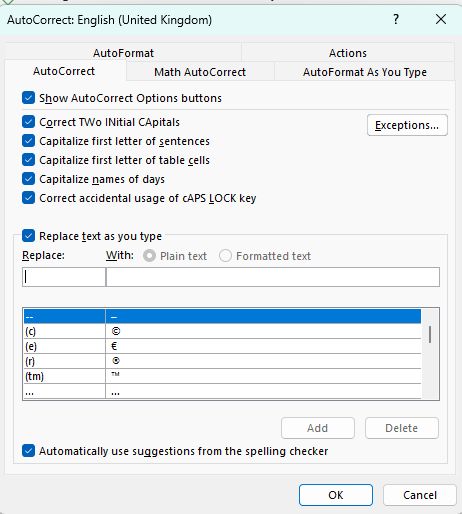 AutoCorrect: English (United Kingdom)
AutoFormat Actions
AutoCorrect Math AutoCorrect AutoFormat As You Type
Show AutoCorrect Options buttons
Correct TWo INitial CApitals
Exceptions...
Capitalize first letter of sentences
Capitalize first letter of table cells
Capitalize names of days
Correct accidental usage of cAPS LOCK key
Replace text as you type
Replace: With: Plain text Formatted text
-- –
(c) ©
(e) €
(r) ®
(tm) ™
... …
Add Delete
Automatically use suggestions from the spelling checker
OK Cancel